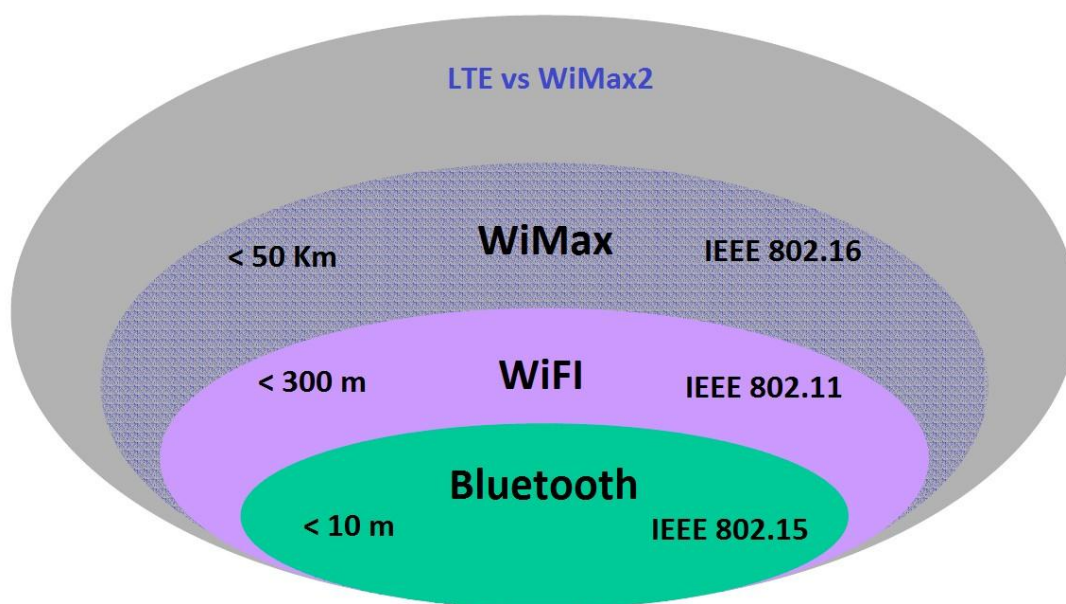 LTE vs WiMax2
WiMax
< 50 Km
IEEE 802.16
WiFI
< 300 m
IEEE 802.11
Bluetooth
< 10 m
IEEE 802.15